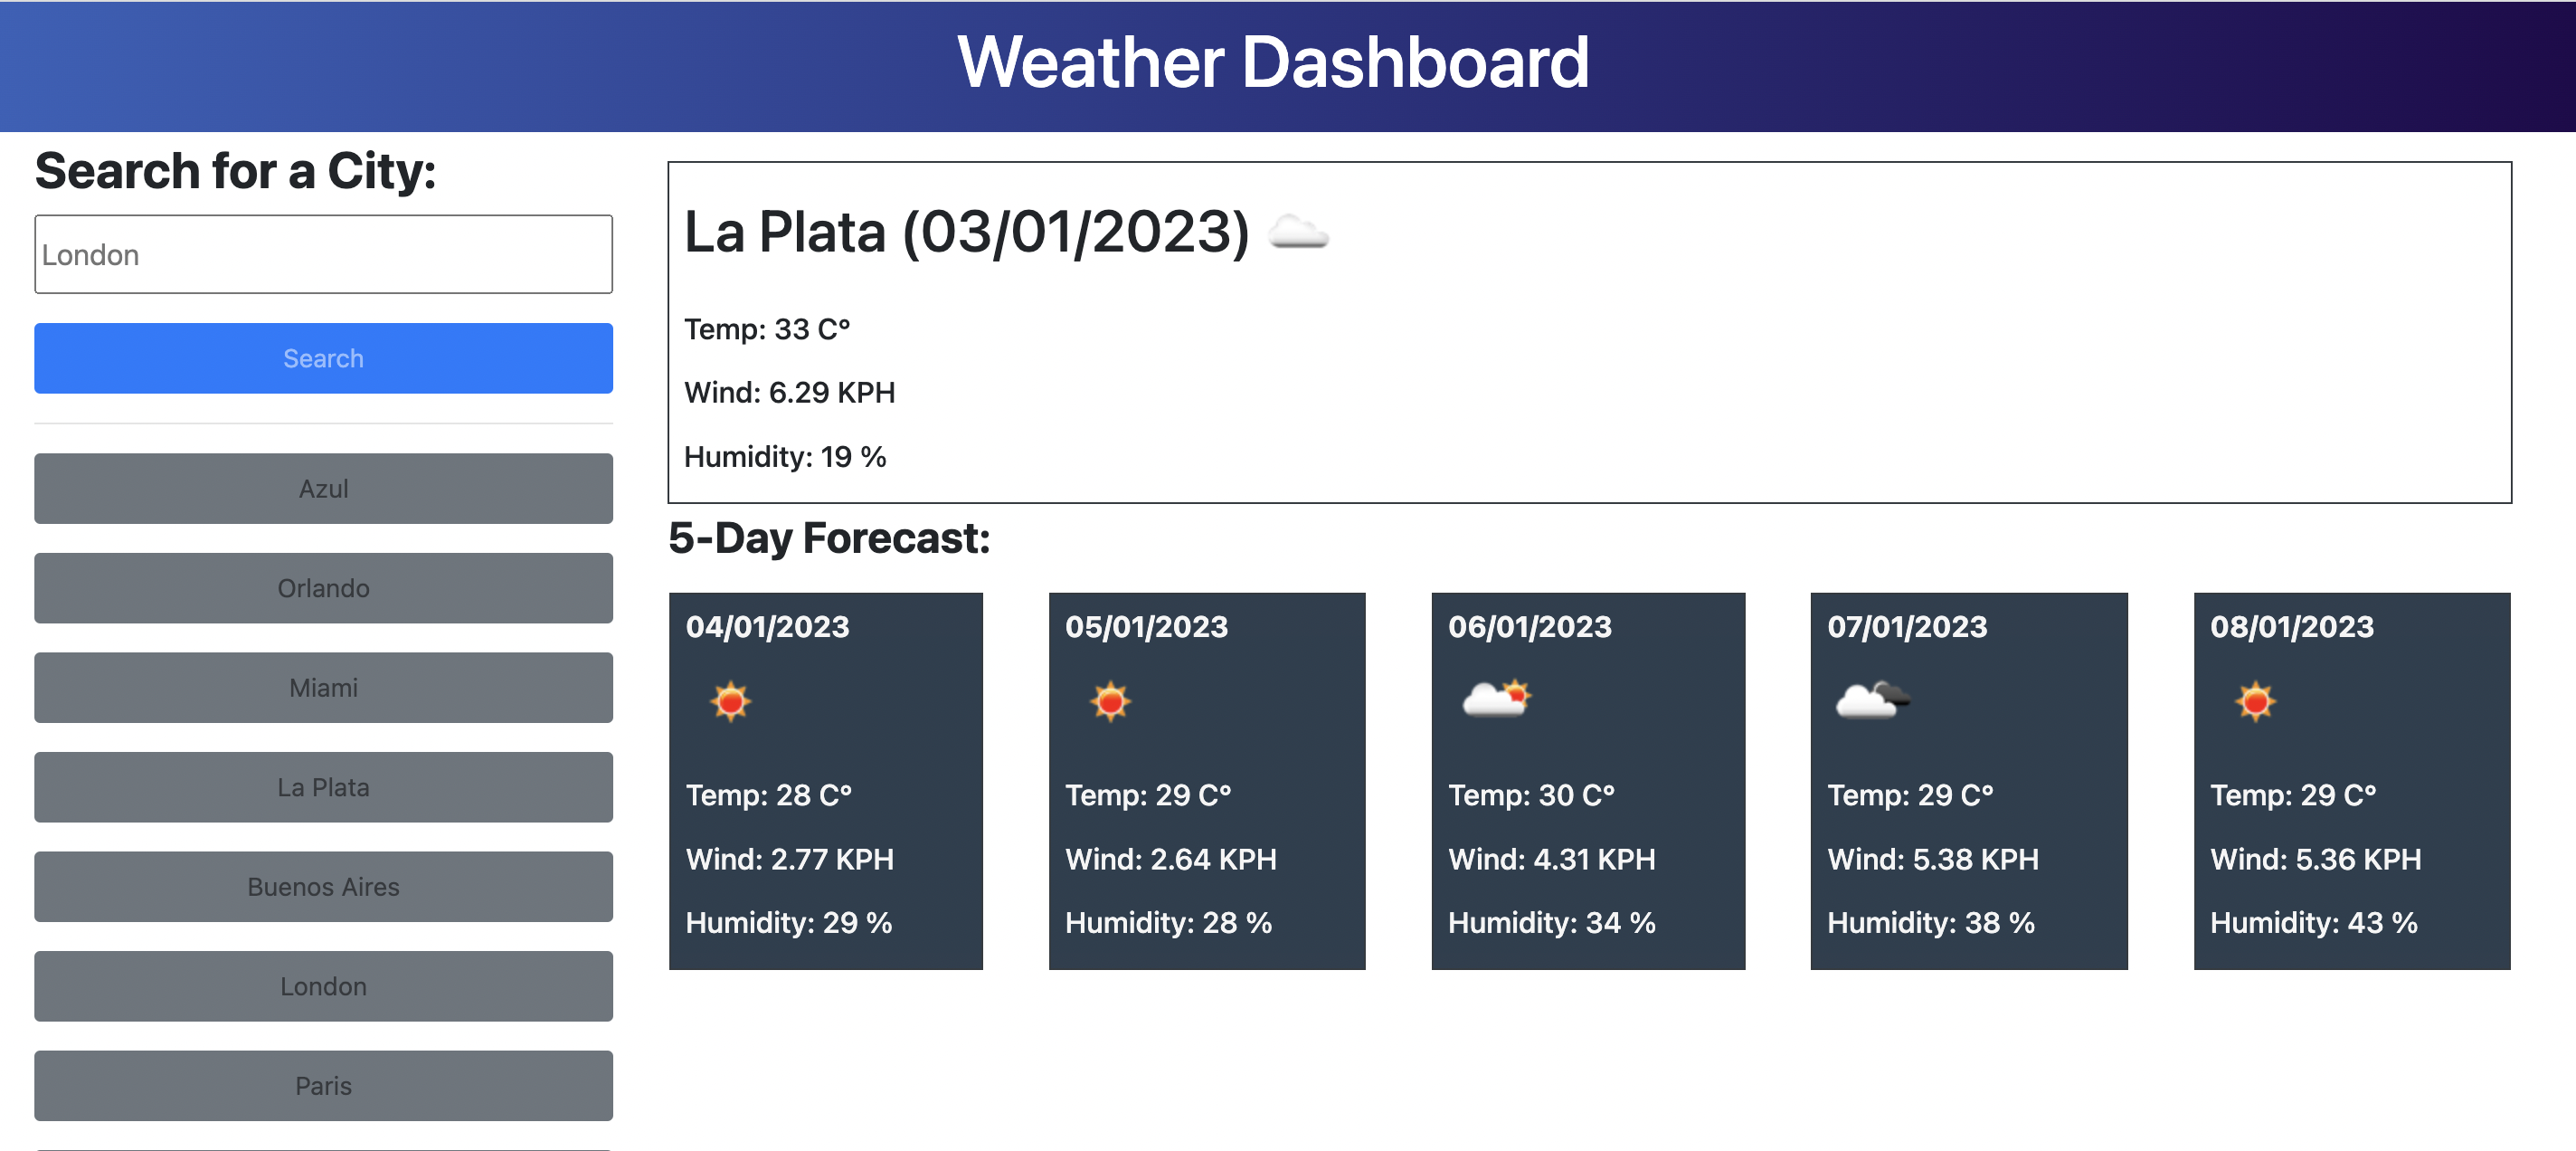 Weather Dashboard
Search for a City:
London
Search
Azul
Orlando
Miami
La Plata
Buenos Aires
London
Paris
La Plata (03/01/2023)
Temp: 33 C°
Wind: 6.29 KPH
Humidity: 19 %
5-Day Forecast:
04/01/2023
Temp: 28 C°
Wind: 2.77 KPH
Humidity: 29 %
05/01/2023
Temp: 29 C°
Wind: 2.64 KPH
Humidity: 28 %
06/01/2023
Temp: 30 C°
Wind: 4.31 KPH
Humidity: 34 %
07/01/2023
Temp: 29 C°
Wind: 5.38 KPH
Humidity: 38 %
08/01/2023
Temp: 29 C°
Wind: 5.36 KPH
Humidity: 43 %